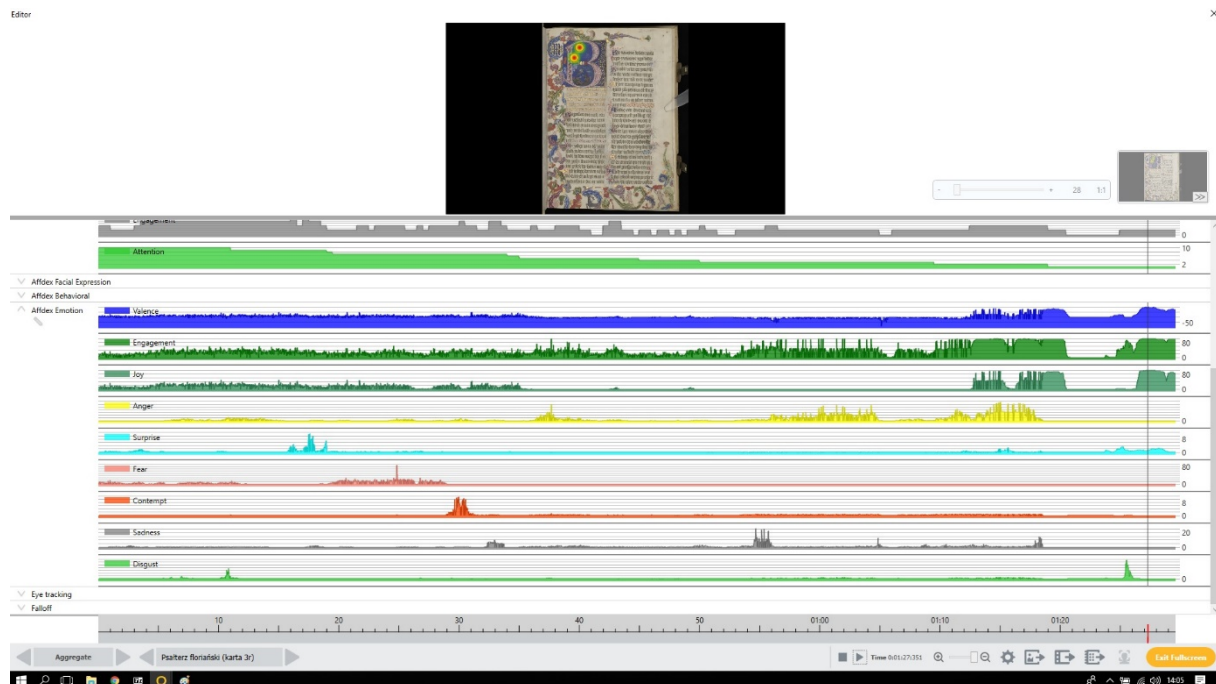 Editor
28 1:1
Engagement
0
Attention
10
2
Affdex Facial Expression
Affdex Behavioral
Affdex Emotion
Valence
-50
Engagement
80
0
Joy
80
0
Anger
0
Surprise
8
0
Fear
80
0
Contempt
8
0
Sadness
20
0
Disgust
0
Eye tracking
Falloff
10 20 30 40 50 01:00 01:10 01:20
Aggregate Psałterz floriański (karta 3r) Time 0:01:27:351 1:1 Exit Fullscreen
14:05